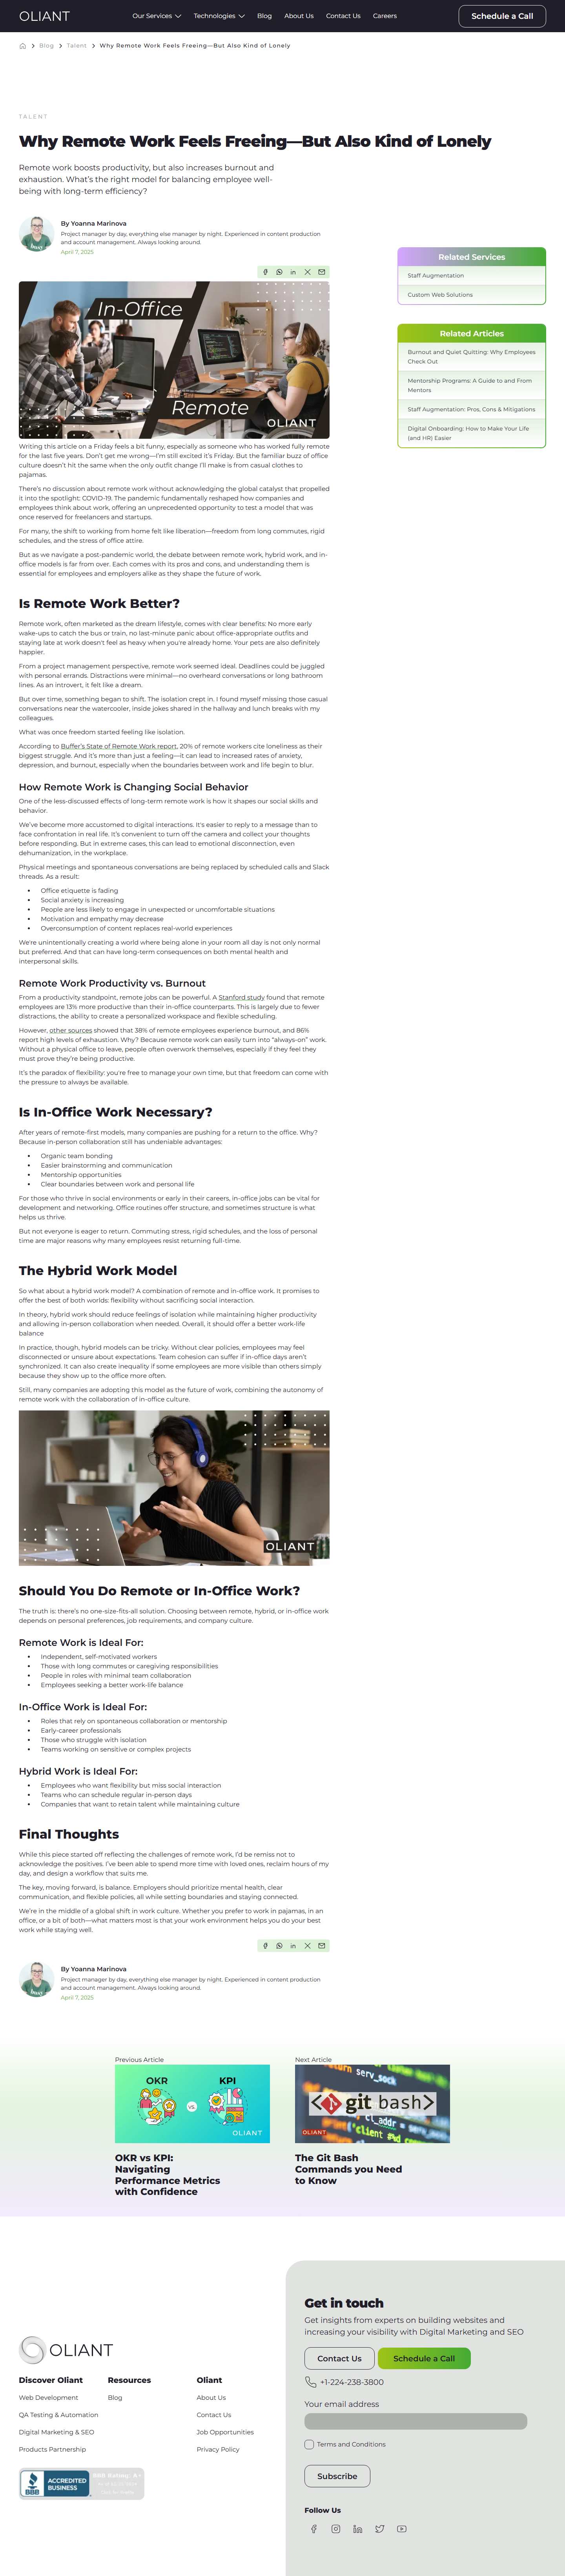 OLIANT
Our Services
Technologies
Blog
About Us
Contact Us
Careers
Schedule a Call
Blog
Talent
Why Remote Work Feels Freeing—But Also Kind of Lonely
TALENT
Why Remote Work Feels Freeing—But Also Kind of Lonely
Remote work boosts productivity, but also increases burnout and
exhaustion. What's the right model for balancing employee well-
being with long-term efficiency?
By Yoanna Marinova
Project manager by day, everything else manager by night. Experienced in content production
and account management. Always looking around.
April 7, 2025
Related Services
Staff Augmentation
Custom Web Solutions
Related Articles
Burnout and Quiet Quitting: Why Employees
Check Out
Mentorship Programs: A Guide to and From
Mentors
Staff Augmentation: Pros, Cons & Mitigations
Digital Onboarding: How to Make Your Life
(and HR) Easier
In-Office
Remote
OLIANT
Writing this article on a Friday feels a bit funny, especially as someone who has worked fully remote
for the last five years. Don't get me wrong—I'm still excited it's Friday. But the familiar buzz of office
culture doesn't hit the same when the only outfit change I'll make is from casual clothes to
pajamas.
There's no discussion about remote work without acknowledging the global catalyst that propelled
it into the spotlight: COVID-19. The pandemic fundamentally reshaped how companies and
employees think about work, offering an unprecedented opportunity to test a model that was
once reserved for freelancers and startups.
For many, the shift to working from home felt like liberation—freedom from long commutes, rigid
schedules, and the stress of office attire.
But as we navigate a post-pandemic world, the debate between remote work, hybrid work, and in-
office models is far from over. Each comes with its pros and cons, and understanding them is
essential for employees and employers alike as they shape the future of work.
Is Remote Work Better?
Remote work, often marketed as the dream lifestyle, comes with clear benefits: No more early
wake-ups to catch the bus or train, no last-minute panic about office-appropriate outfits and
staying late at work doesn't feel as heavy when you're already home. Your pets are also definitely
happier.
From a project management perspective, remote work seemed ideal. Deadlines could be juggled
with personal errands. Distractions were minimal—no overheard conversations or long bathroom
lines. As an introvert, it felt like a dream.
But over time, something began to shift. The isolation crept in. I found myself missing those casual
conversations near the watercooler, inside jokes shared in the hallway and lunch breaks with my
colleagues.
What was once freedom started feeling like isolation.
According to Buffer's State of Remote Work report, 20% of remote workers cite loneliness as their
biggest struggle. And it's more than just a feeling—it can lead to increased rates of anxiety,
depression, and burnout, especially when the boundaries between work and life begin to blur.
How Remote Work is Changing Social Behavior
One of the less-discussed effects of long-term remote work is how it shapes our social skills and
behavior.
We've become more accustomed to digital interactions. It's easier to reply to a message than to
face confrontation in real life. It's convenient to turn off the camera and collect your thoughts
before responding. But in extreme cases, this can lead to emotional disconnection, even
dehumanization, in the workplace.
Physical meetings and spontaneous conversations are being replaced by scheduled calls and Slack
threads. As a result:
• Office etiquette is fading
• Social anxiety is increasing
• People are less likely to engage in unexpected or uncomfortable situations
• Motivation and empathy may decrease
• Overconsumption of content replaces real-world experiences
We're unintentionally creating a world where being alone in your room all day is not only normal
but preferred. And that can have long-term consequences on both mental health and
interpersonal skills.
Remote Work Productivity vs. Burnout
From a productivity standpoint, remote jobs can be powerful. A Stanford study found that remote
employees are 13% more productive than their in-office counterparts. This is largely due to fewer
distractions, the ability to create a personalized workspace and flexible scheduling.
However, other sources showed that 38% of remote employees experience burnout, and 86%
report high levels of exhaustion. Why? Because remote work can easily turn into “always-on” work.
Without a physical office to leave, people often overwork themselves, especially if they feel they
must prove they're being productive.
It's the paradox of flexibility: you're free to manage your own time, but that freedom can come with
the pressure to always be available.
Is In-Office Work Necessary?
After years of remote-first models, many companies are pushing for a return to the office. Why?
Because in-person collaboration still has undeniable advantages:
• Organic team bonding
• Easier brainstorming and communication
• Mentorship opportunities
• Clear boundaries between work and personal life
For those who thrive in social environments or early in their careers, in-office jobs can be vital for
development and networking. Office routines offer structure, and sometimes structure is what
helps us thrive.
But not everyone is eager to return. Commuting stress, rigid schedules, and the loss of personal
time are major reasons why many employees resist returning full-time.
The Hybrid Work Model
So what about a hybrid work model? A combination of remote and in-office work. It promises to
offer the best of both worlds: flexibility without sacrificing social interaction.
In theory, hybrid work should reduce feelings of isolation while maintaining higher productivity
and allowing in-person collaboration when needed. Overall, it should offer a better work-life
balance
In practice, though, hybrid models can be tricky. Without clear policies, employees may feel
disconnected or unsure about expectations. Team cohesion can suffer if in-office days aren't
synchronized. It can also create inequality if some employees are more visible than others simply
because they show up to the office more often.
Still, many companies are adopting this model as the future of work, combining the autonomy of
remote work with the collaboration of in-office culture.
OLIANT
Should You Do Remote or In-Office Work?
The truth is: there's no one-size-fits-all solution. Choosing between remote, hybrid, or in-office work
depends on personal preferences, job requirements, and company culture.
Remote Work is Ideal For:
• Independent, self-motivated workers
• Those with long commutes or caregiving responsibilities
• People in roles with minimal team collaboration
• Employees seeking a better work-life balance
In-Office Work is Ideal For:
• Roles that rely on spontaneous collaboration or mentorship
• Early-career professionals
• Those who struggle with isolation
• Teams working on sensitive or complex projects
Hybrid Work is Ideal For:
• Employees who want flexibility but miss social interaction
• Teams who can schedule regular in-person days
• Companies that want to retain talent while maintaining culture
Final Thoughts
While this piece started off reflecting the challenges of remote work, I'd be remiss not to
acknowledge the positives. I've been able to spend more time with loved ones, reclaim hours of my
day, and design a workflow that suits me.
The key, moving forward, is balance. Employers should prioritize mental health, clear
communication, and flexible policies, all while setting boundaries and staying connected.
We're in the middle of a global shift in work culture. Whether you prefer to work in pajamas, in an
office, or a bit of both—what matters most is that your work environment helps you do your best
work while staying well.
By Yoanna Marinova
Project manager by day, everything else manager by night. Experienced in content production
and account management. Always looking around.
April 7, 2025
Previous Article
OKR
VS.
KPI
OLIANT
OKR vs KPI:
Navigating
Performance Metrics
with Confidence
Next Article
git bash
OLIANT
The Git Bash
Commands you Need
to Know
OLIANT
Discover Oliant
Web Development
QA Testing & Automation
Digital Marketing & SEO
Products Partnership
Resources
Blog
Oliant
About Us
Contact Us
Job Opportunities
Privacy Policy
BBB
ACCREDITED
BUSINESS
BBB Rating: A+
Get in touch
Get insights from experts on building websites and
increasing your visibility with Digital Marketing and SEO
Contact Us
Schedule a Call
+1-224-238-3800
Your email address
Terms and Conditions
Subscribe
Follow Us